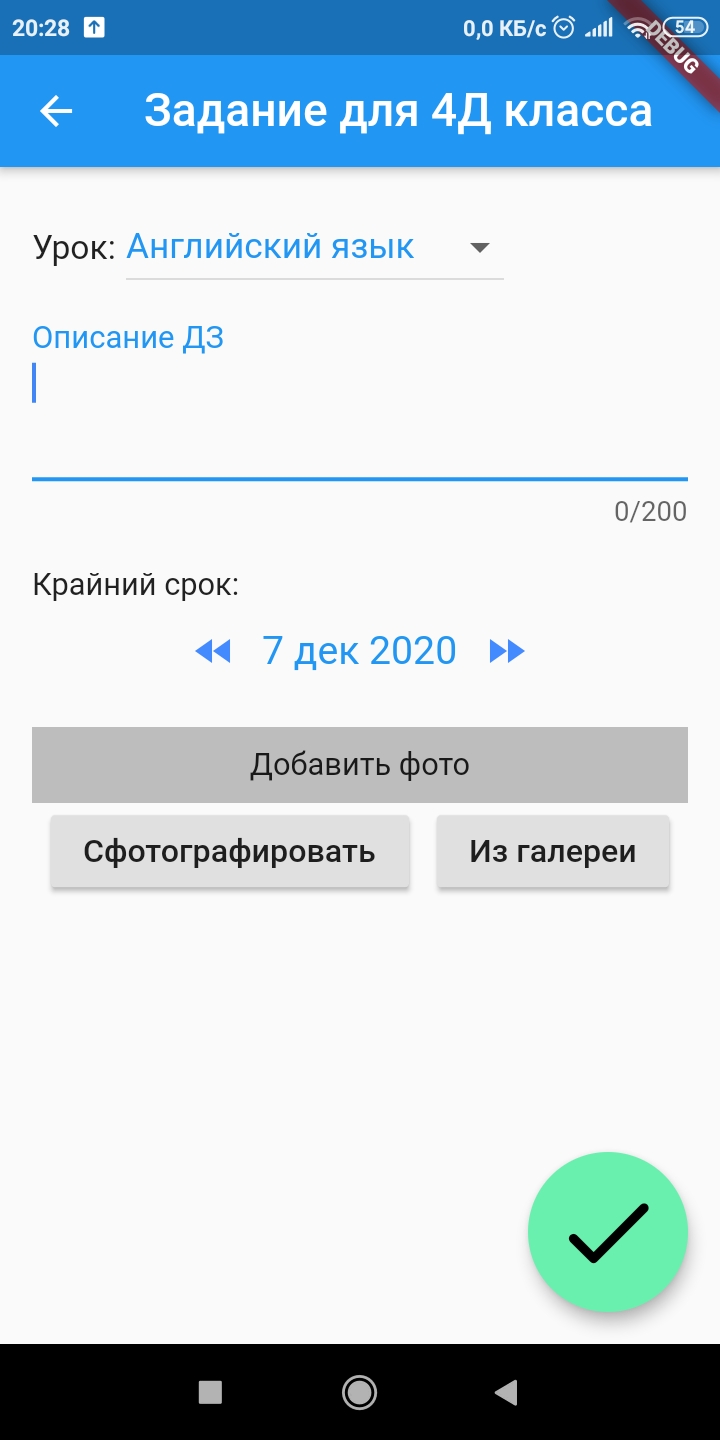 20:28 0,0 КБ/с 54
DEBUG
Задание для 4Д класса
Урок: Английский язык
Описание ДЗ
0/200
Крайний срок:
7 дек 2020
Добавить фото
Сфотографировать Из галереи